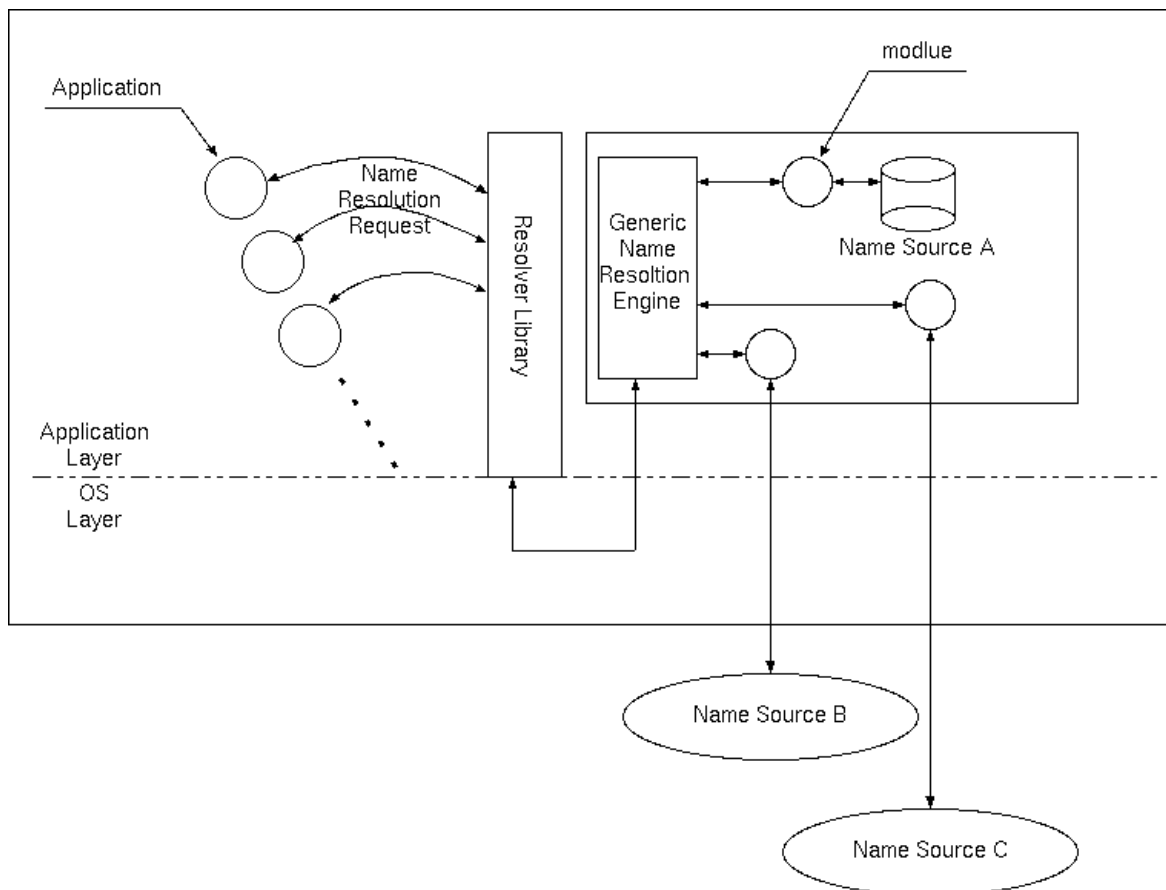 modlue
Application
Name
Resolution
Request
Resolver Library
Generic
Name
Resoltion
Engine
Name Source A
Application
Layer
OS
Layer
Name Source B
Name Source C